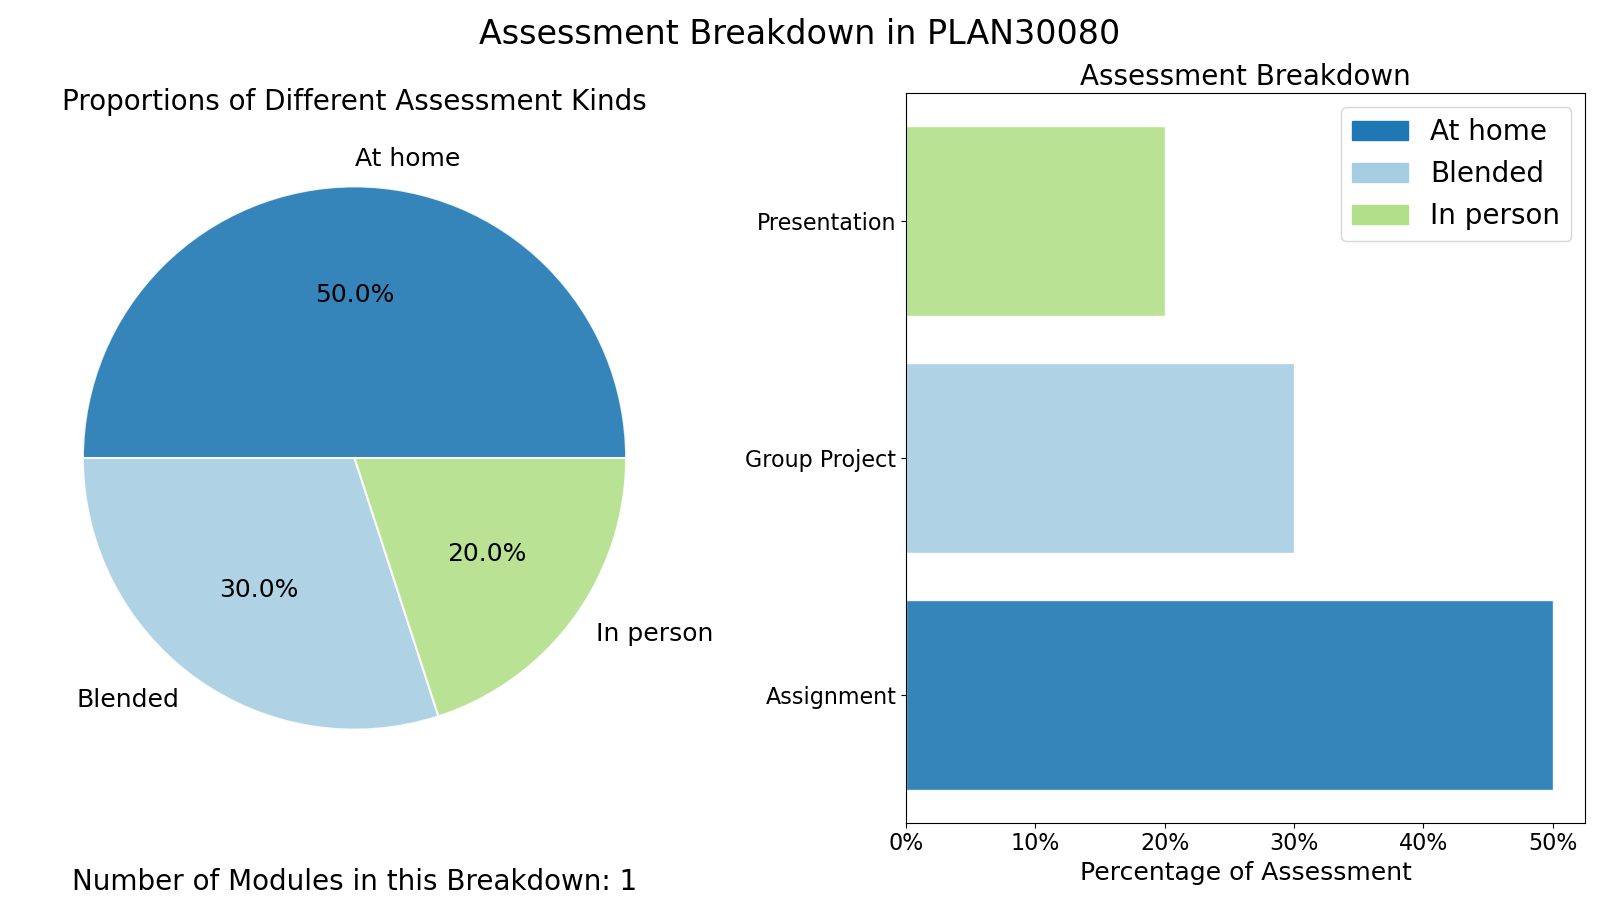 Assessment Breakdown in PLAN30080
Proportions of Different Assessment Kinds
At home
50.0%
30.0%
20.0%
Blended
In person
Number of Modules in this Breakdown: 1
Assessment Breakdown
At home
Blended
In person
Presentation
Group Project
Assignment
0% 10% 20% 30% 40% 50%
Percentage of Assessment